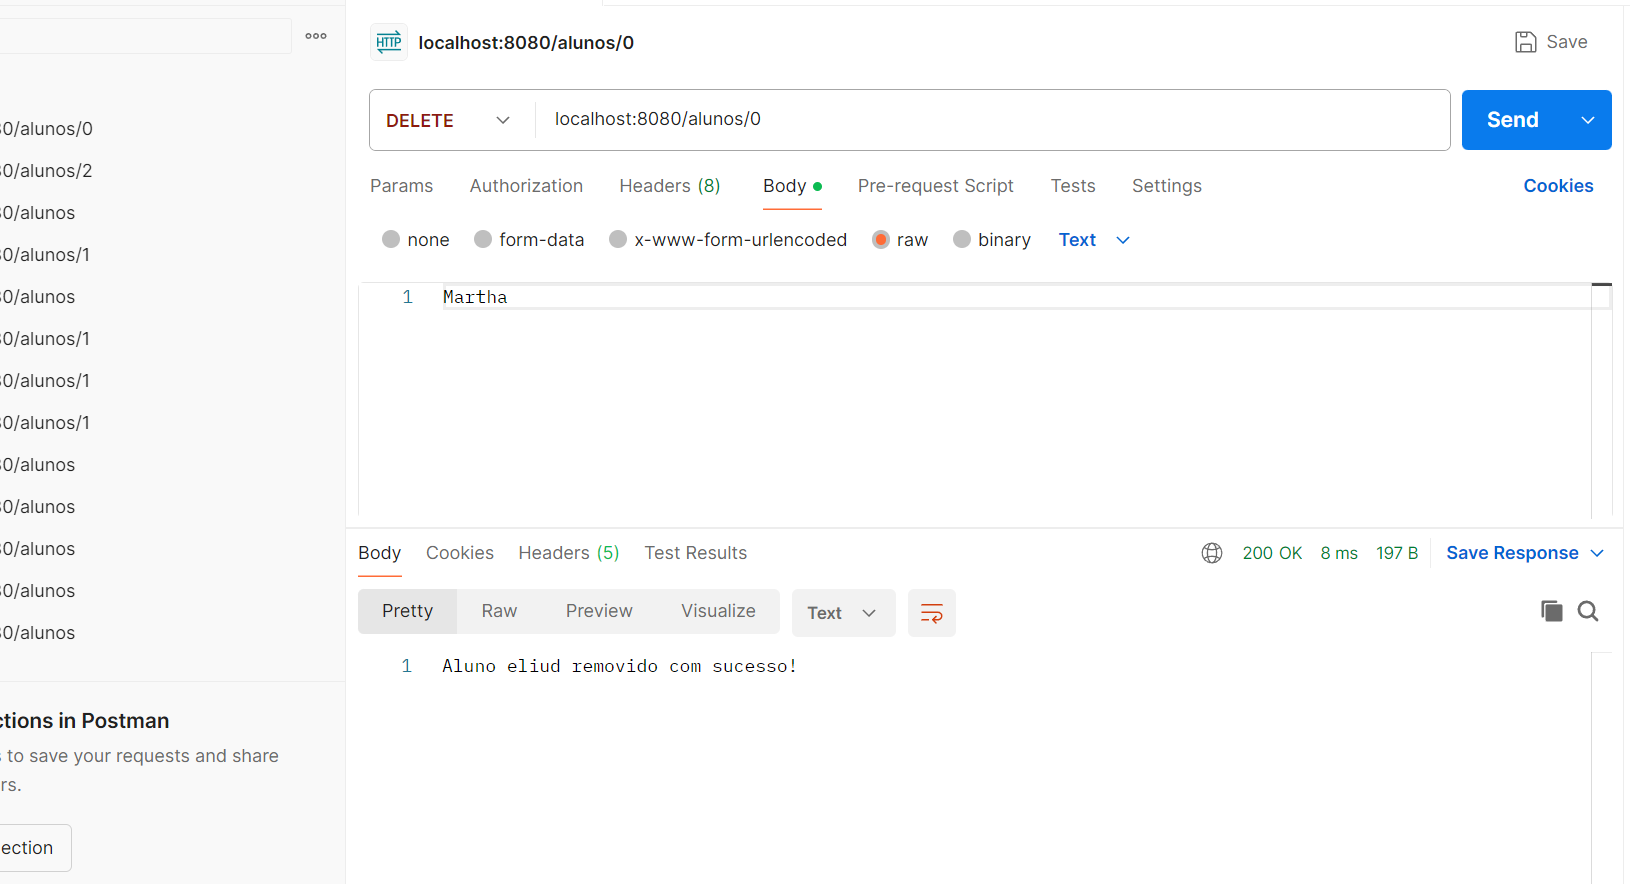 HTTP localhost:8080/alunos/0
Save
DELETE localhost:8080/alunos/0
Send
Params Authorization Headers (8) Body Pre-request Script Tests Settings Cookies
none form-data x-www-form-urlencoded raw binary Text
1 Martha
0/alunos/0
0/alunos/2
0/alunos
0/alunos/1
0/alunos
0/alunos/1
0/alunos/1
0/alunos/1
0/alunos
0/alunos
0/alunos
0/alunos
0/alunos
ctions in Postman
s to save your requests and share
rs.
ection
Body Cookies Headers (5) Test Results
200 OK 8 ms 197 B Save Response
Pretty Raw Preview Visualize Text
1 Aluno eliud removido com sucesso!